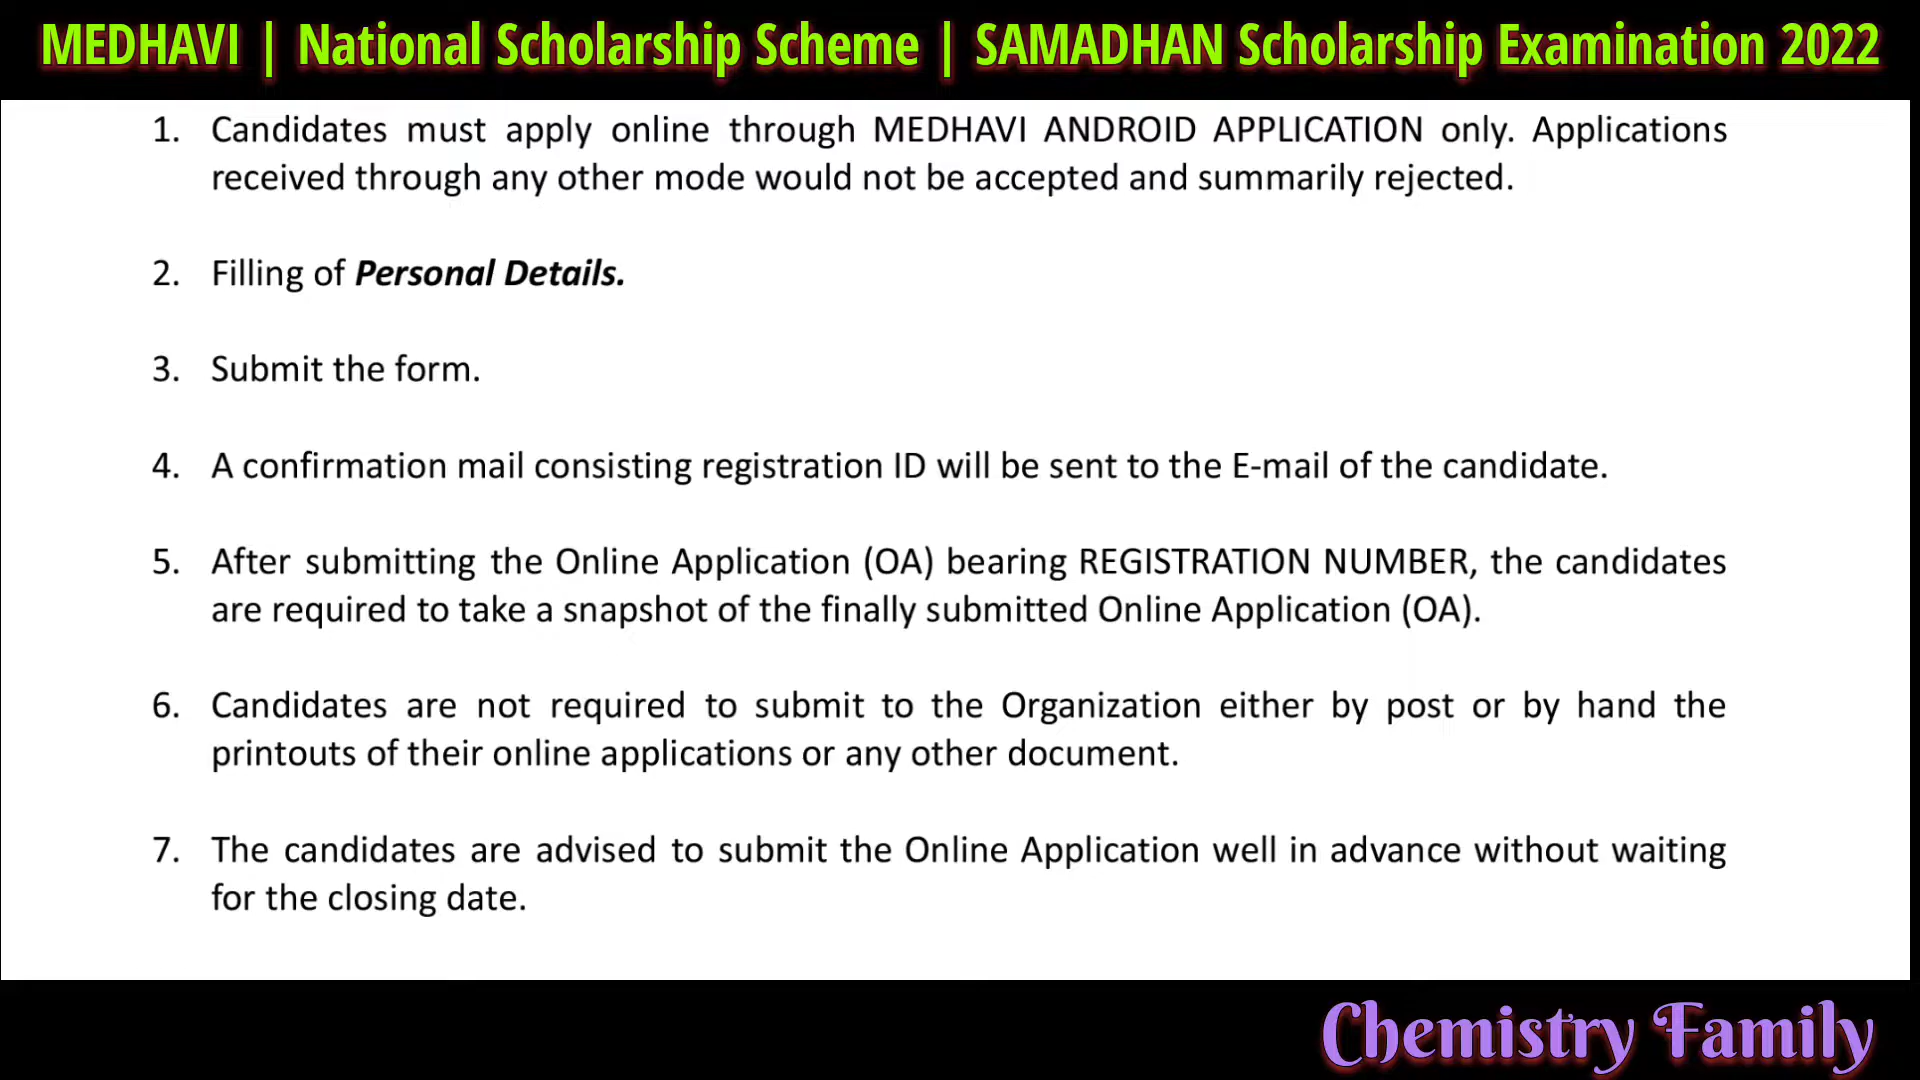 MEDHAVI | National Scholarship Scheme | SAMADHAN Scholarship Examination 2022
1. Candidates must apply online through MEDHAVI ANDROID APPLICATION only. Applications
received through any other mode would not be accepted and summarily rejected.
2. Filling of Personal Details.
3. Submit the form.
4. A confirmation mail consisting registration ID will be sent to the E-mail of the candidate.
5. After submitting the Online Application (OA) bearing REGISTRATION NUMBER, the candidates
are required to take a snapshot of the finally submitted Online Application (OA).
6. Candidates are not required to submit to the Organization either by post or by hand the
printouts of their online applications or any other document.
7. The candidates are advised to submit the Online Application well in advance without waiting
for the closing date.
Chemistry Family